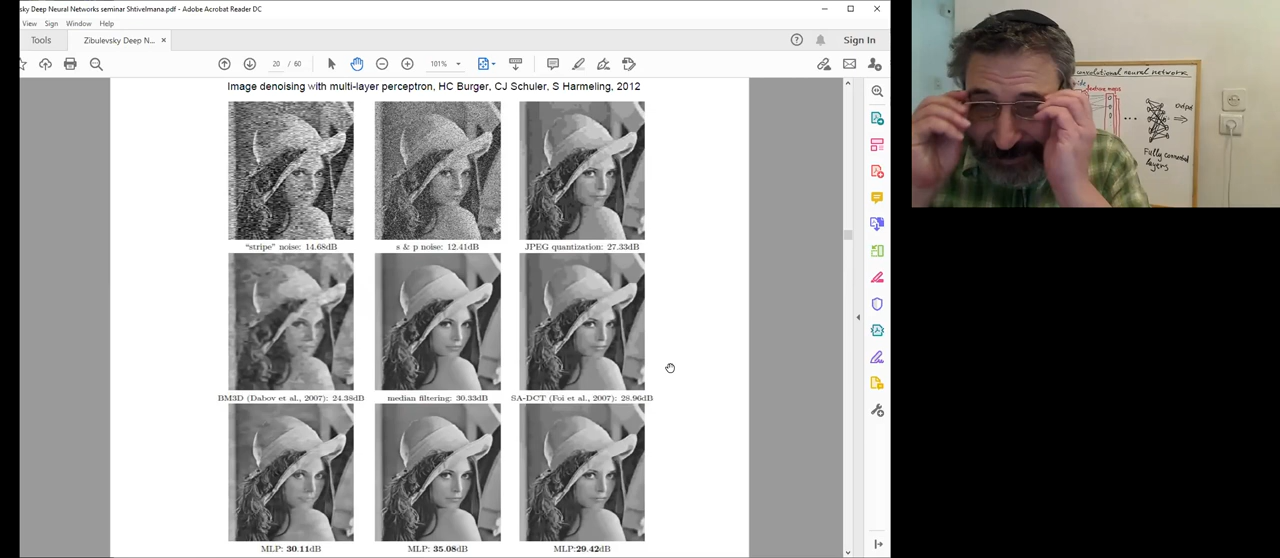 sky Deep Neural Networks seminar Shtivelmana.pdf - Adobe Acrobat Reader DC
View Sign Window Help
Tools
Zibulevsky Deep N...
Sign In
20 / 60
101%
Image denoising with multi-layer perceptron, HC Burger, CJ Schuler, S Harmeling, 2012
"stripe" noise: 14.68dB
s & p noise: 12.41dB
JPEG quantization: 27.33dB
BM3D (Dabov et al., 2007): 24.38dB
median filtering: 30.33dB
SA-DCT (Foi et al., 2007): 28.96dB
MLP: 30.11dB
MLP: 35.08dB
MLP:29.42dB
convolutional neural network
feature maps
Output
Fully connected
layers